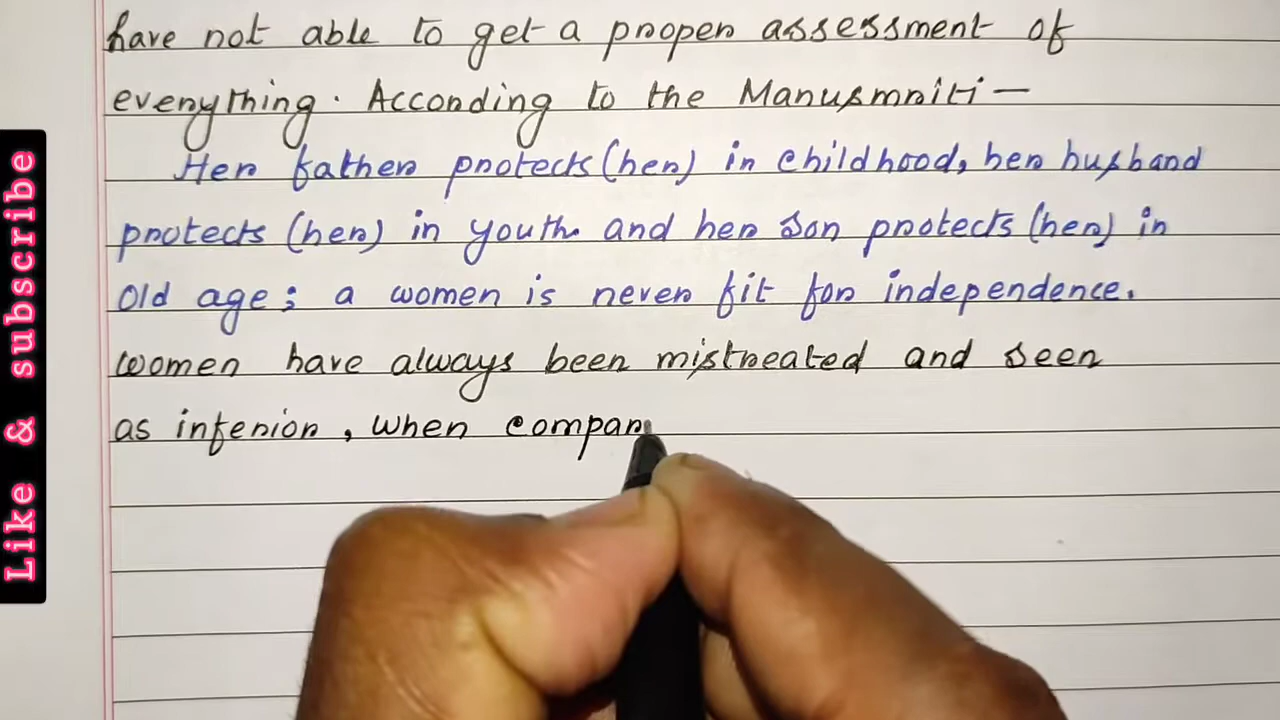 have not able to get a proper assessment of
everything. According to the Manusmriti —
Her father protects (her) in childhood, her husband
protects (her) in youth and her son protects (her) in
old age; a women is never fit for independence.
women have always been mistreated and seen
as inferior, when compar
Like & subscribe